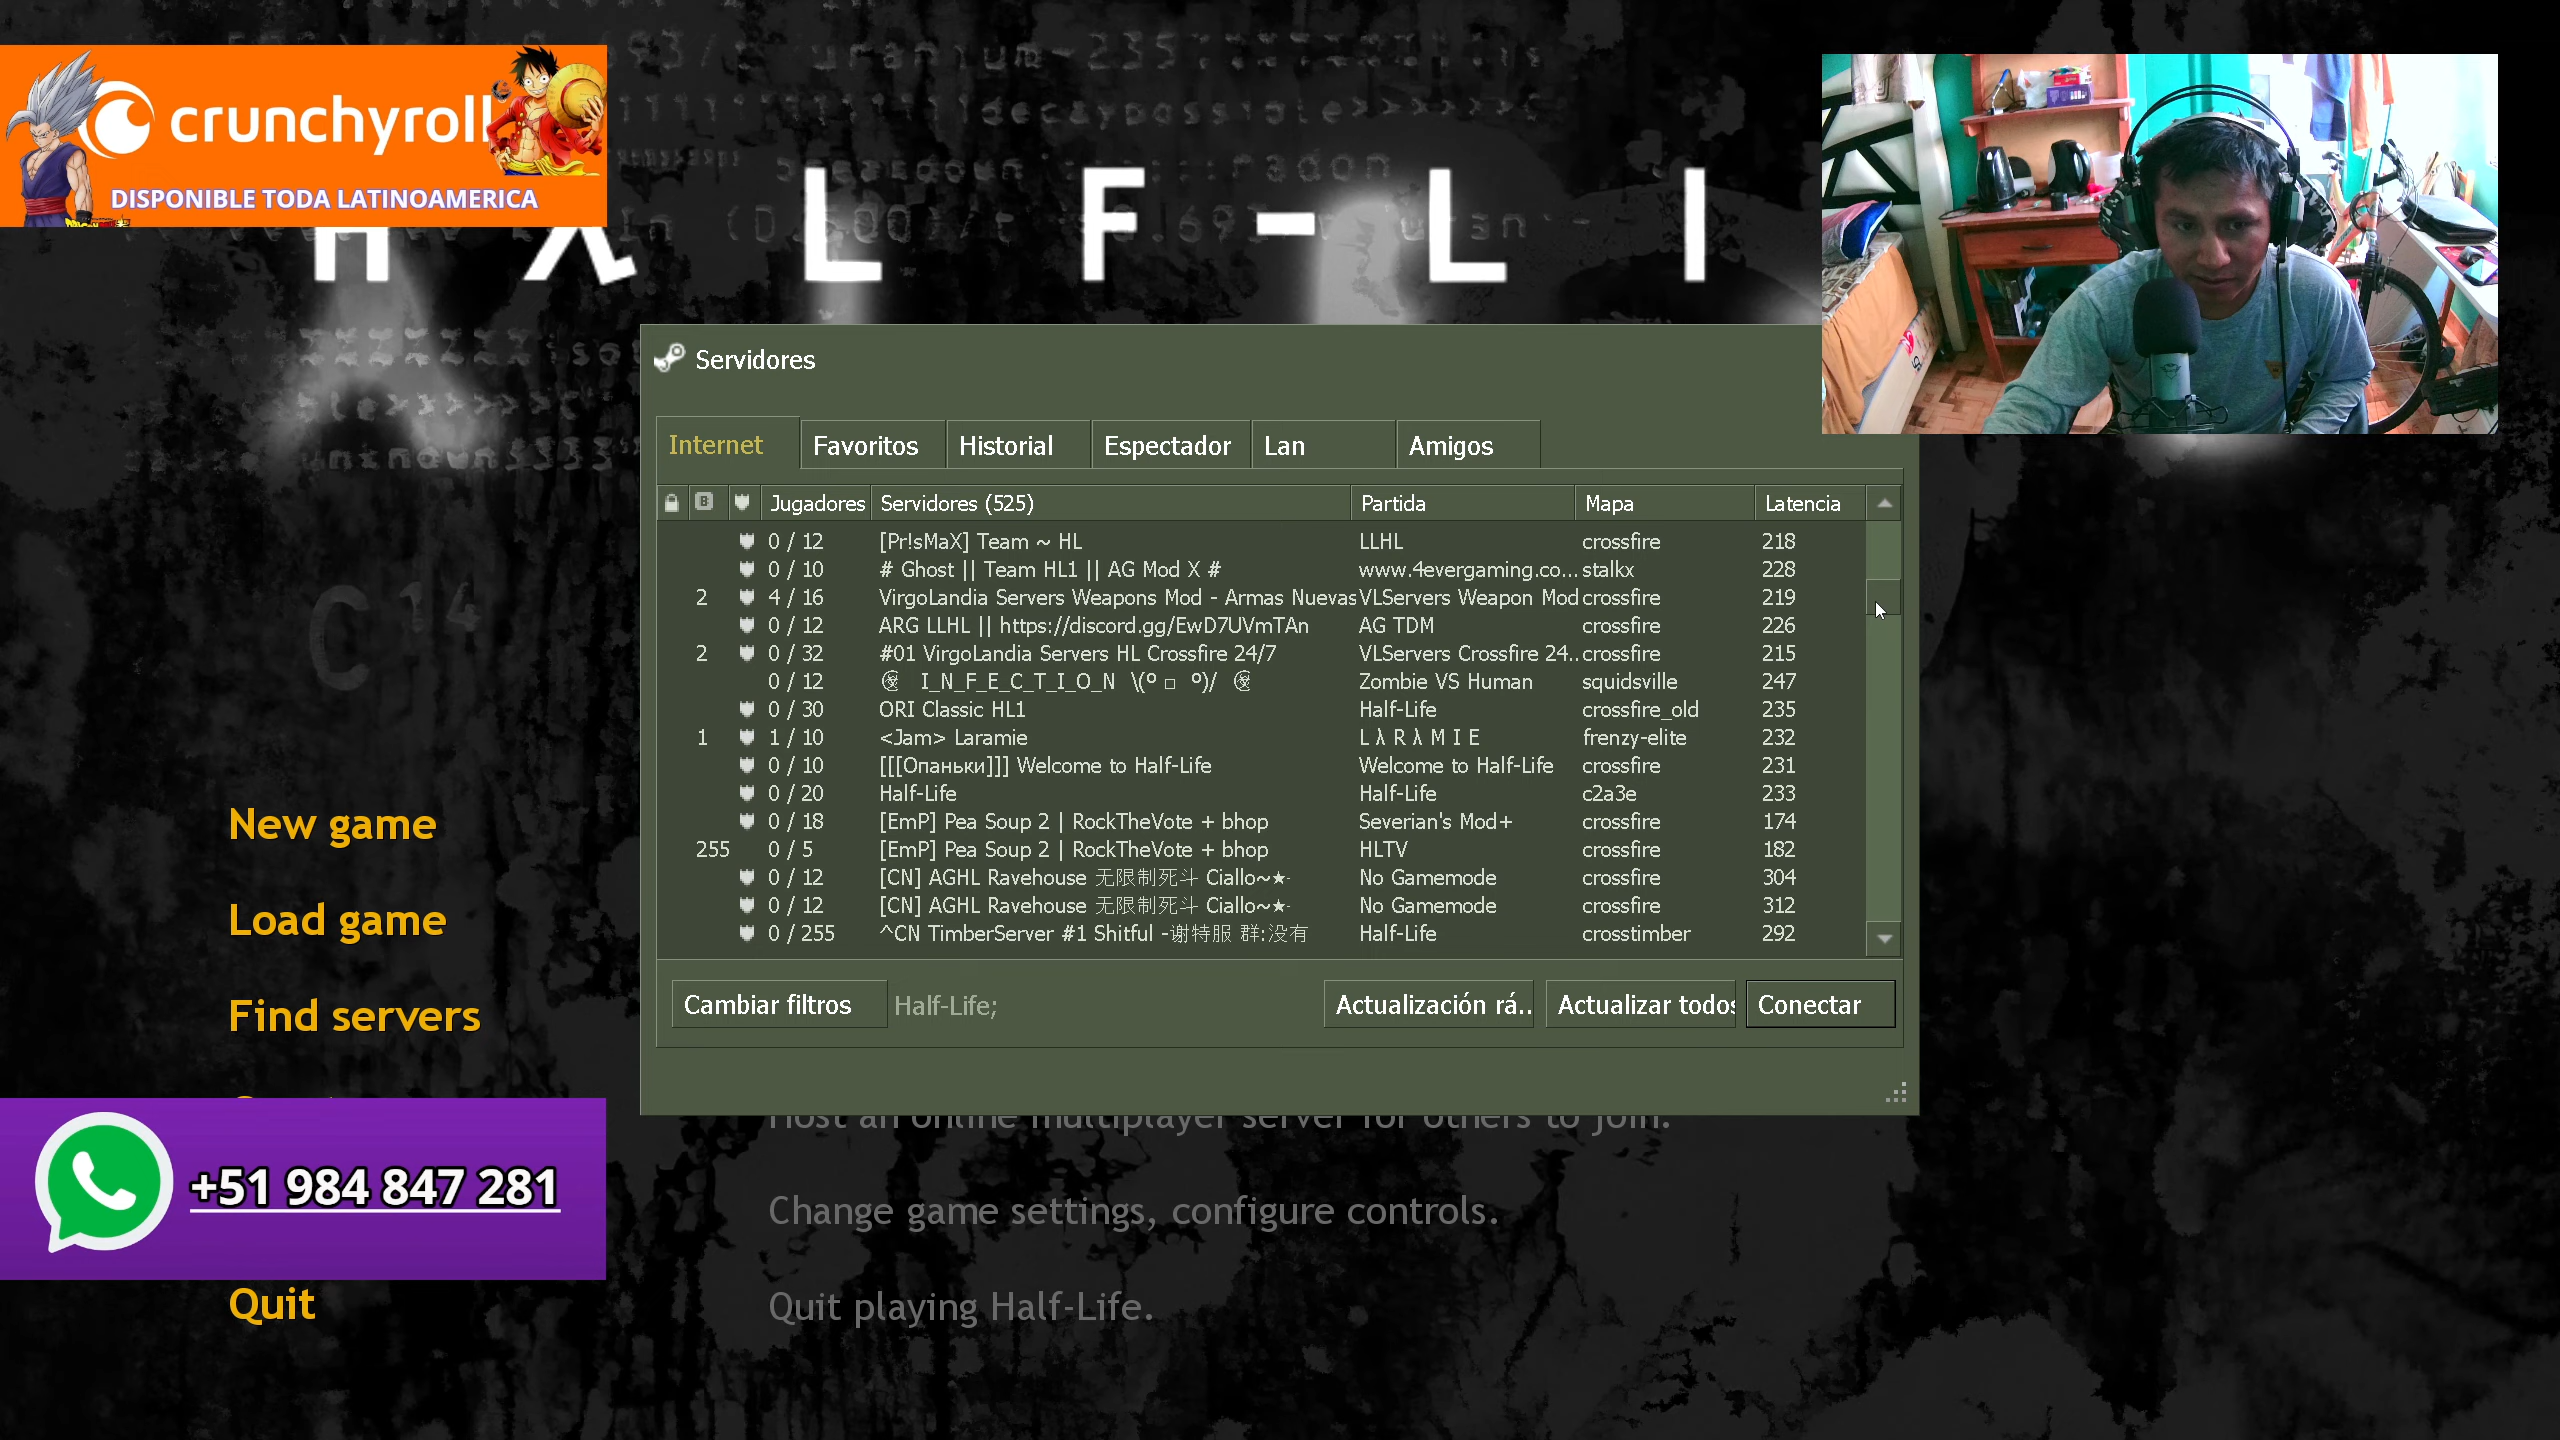 crunchyroll
DISPONIBLE TODA LATINOAMERICA
H λ L F - L I
Servidores
Internet Favoritos Historial Espectador Lan Amigos
Jugadores Servidores (525) Partida Mapa Latencia
0 / 12 [Pr!sMaX] Team ~ HL LLHL crossfire 218
0 / 10 # Ghost || Team HL1 || AG Mod X # www.4evergaming.co... stalkx 228
2 4 / 16 VirgoLandia Servers Weapons Mod - Armas Nuevas VLServers Weapon Mod crossfire 219
0 / 12 ARG LLHL || https://discord.gg/EwD7UVmTAn AG TDM crossfire 226
2 0 / 32 #01 VirgoLandia Servers HL Crossfire 24/7 VLServers Crossfire 24.. crossfire 215
0 / 12 I_N_F_E_C_T_I_O_N \(º □ º)/ Zombie VS Human squidsville 247
0 / 30 ORI Classic HL1 Half-Life crossfire_old 235
1 1 / 10 <Jam> Laramie L λ R λ M I E frenzy-elite 232
0 / 10 [[[Опаньки]]] Welcome to Half-Life Welcome to Half-Life crossfire 231
0 / 20 Half-Life Half-Life c2a3e 233
0 / 18 [EmP] Pea Soup 2 | RockTheVote + bhop Severian's Mod+ crossfire 174
255 0 / 5 [EmP] Pea Soup 2 | RockTheVote + bhop HLTV crossfire 182
0 / 12 [CN] AGHL Ravehouse 无限制死斗 Ciallo~★· No Gamemode crossfire 304
0 / 12 [CN] AGHL Ravehouse 无限制死斗 Ciallo~★· No Gamemode crossfire 312
0 / 255 ^CN TimberServer #1 Shitful -谢特服 群:没有 Half-Life crosstimber 292
Cambiar filtros Half-Life; Actualización rá.. Actualizar todos Conectar
New game
Load game
Find servers
Host an online multiplayer server for others to join.
+51 984 847 281
Change game settings, configure controls.
Quit Quit playing Half-Life.